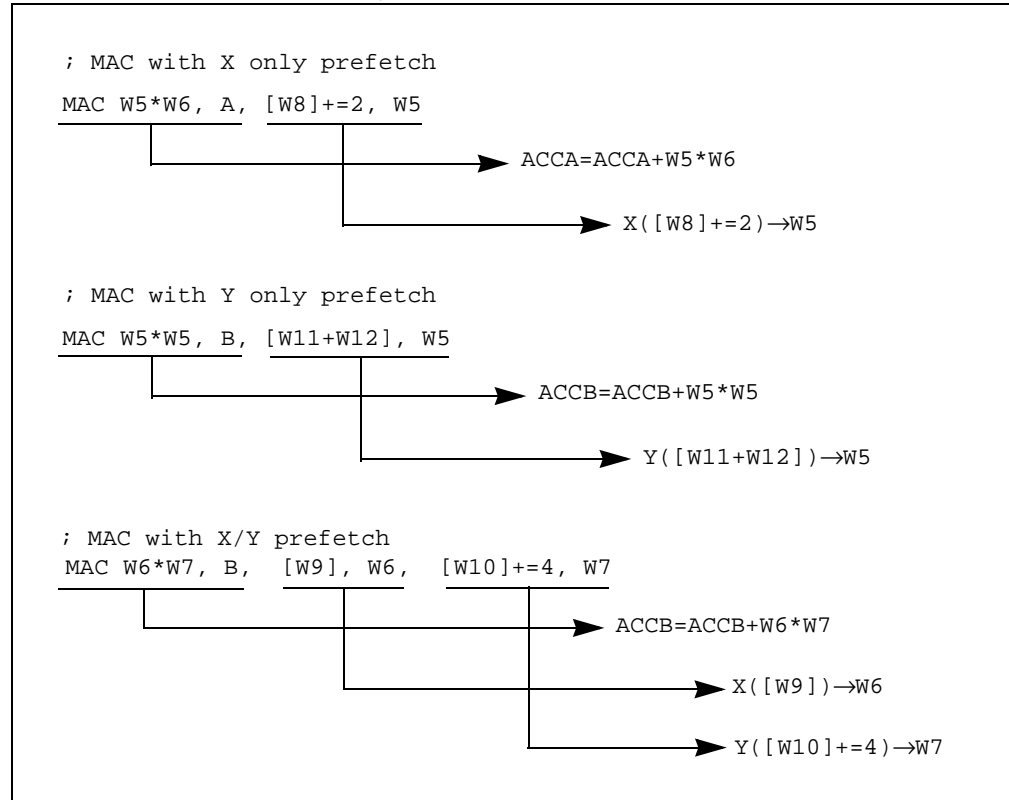 ; MAC with X only prefetch
MAC W5*W6, A, [W8]+=2, W5
ACCA=ACCA+W5*W6
X([W8]+=2)→W5
; MAC with Y only prefetch
MAC W5*W5, B, [W11+W12], W5
ACCB=ACCB+W5*W5
Y([W11+W12])→W5
; MAC with X/Y prefetch
MAC W6*W7, B, [W9], W6, [W10]+=4, W7
ACCB=ACCB+W6*W7
X([W9])→W6
Y([W10]+=4)→W7